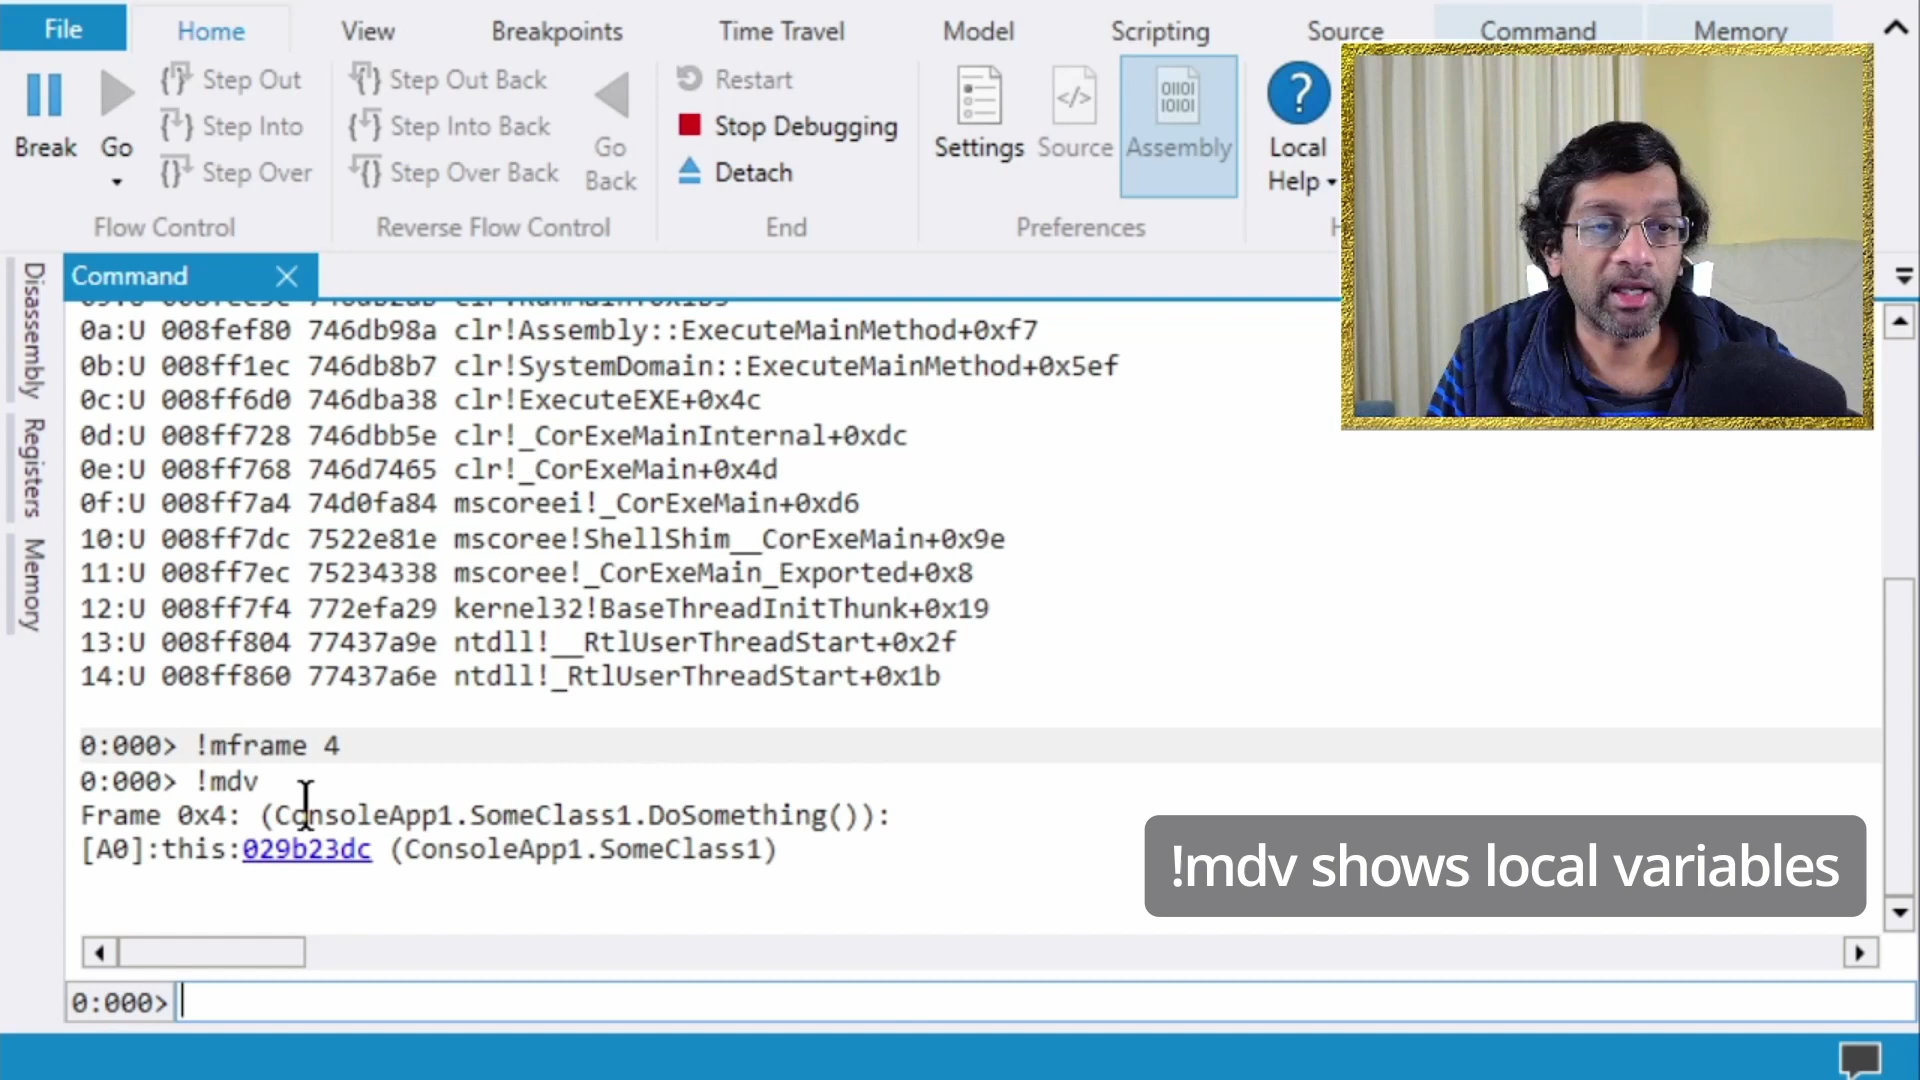 File Home View Breakpoints Time Travel Model Scripting Source Command Memory
Break
Go
Step Out
Step Into
Step Over
Flow Control
Step Out Back
Step Into Back
Step Over Back
Go
Back
Reverse Flow Control
Restart
Stop Debugging
Detach
End
Settings
Source
Assembly
Preferences
Local
Help
Command
Disassembly
Registers
Memory
0a:U 008fef80 746db98a clr!Assembly::ExecuteMainMethod+0xf7
0b:U 008ff1ec 746db8b7 clr!SystemDomain::ExecuteMainMethod+0x5ef
0c:U 008ff6d0 746dba38 clr!ExecuteEXE+0x4c
0d:U 008ff728 746dbb5e clr!_CorExeMainInternal+0xdc
0e:U 008ff768 746d7465 clr!_CorExeMain+0x4d
0f:U 008ff7a4 74d0fa84 mscoreei!_CorExeMain+0xd6
10:U 008ff7dc 7522e81e mscoree!ShellShim__CorExeMain+0x9e
11:U 008ff7ec 75234338 mscoree!_CorExeMain_Exported+0x8
12:U 008ff7f4 772efa29 kernel32!BaseThreadInitThunk+0x19
13:U 008ff804 77437a9e ntdll!__RtlUserThreadStart+0x2f
14:U 008ff860 77437a6e ntdll!_RtlUserThreadStart+0x1b
0:000> !mframe 4
0:000> !mdv
Frame 0x4: (ConsoleApp1.SomeClass1.DoSomething()):
[A0]:this:029b23dc (ConsoleApp1.SomeClass1)
!mdv shows local variables
0:000>